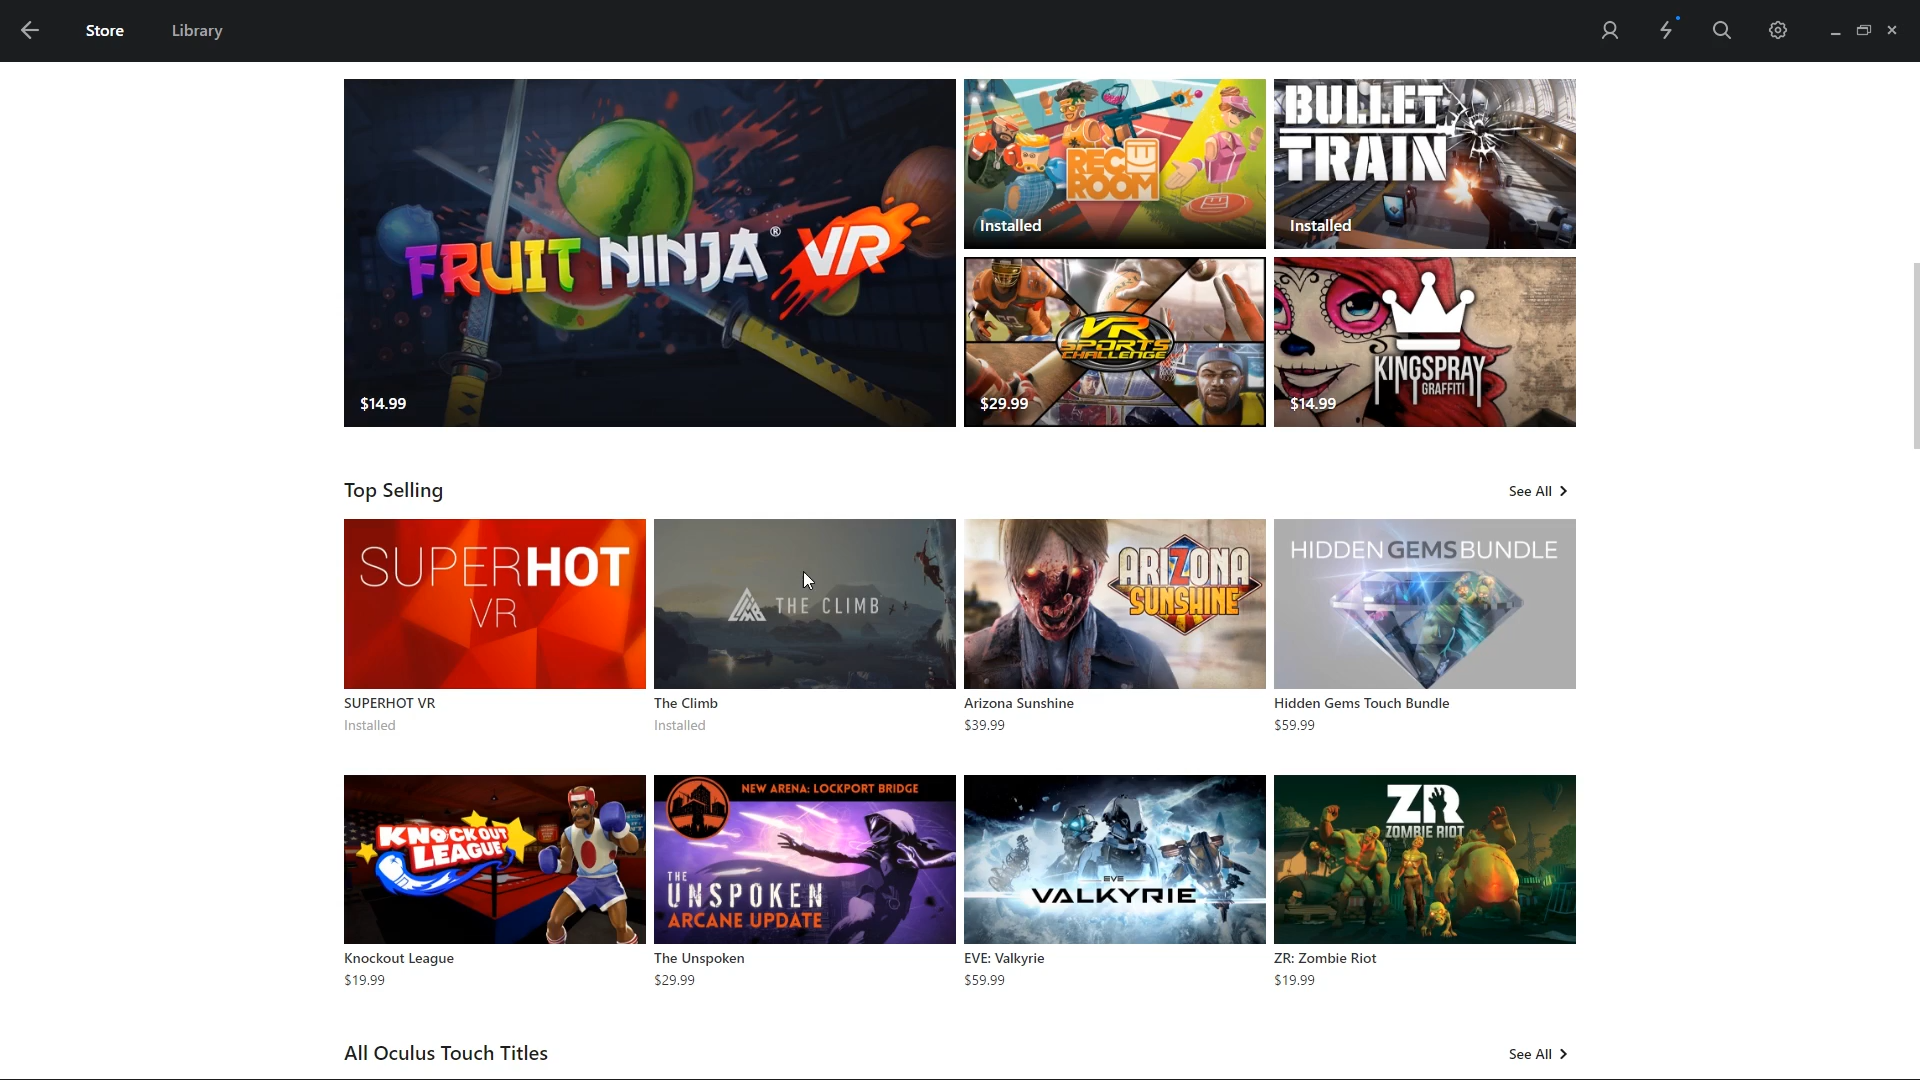 Store
Library
FRUIT NINJA® VR
$14.99
REC ROOM
Installed
BULLET TRAIN
Installed
VR
SPORTS
CHALLENGE
$29.99
KINGSPRAY
GRAFFITI
$14.99
Top Selling
See All
SUPERHOT
VR
THE CLIMB
ARIZONA
SUNSHINE
HIDDEN GEMS BUNDLE
SUPERHOT VR
Installed
The Climb
Installed
Arizona Sunshine
$39.99
Hidden Gems Touch Bundle
$59.99
KNOCKOUT
LEAGUE
NEW ARENA: LOCKPORT BRIDGE
THE
UNSPOKEN
ARCANE UPDATE
EVE
VALKYRIE
ZR
ZOMBIE RIOT
Knockout League
$19.99
The Unspoken
$29.99
EVE: Valkyrie
$59.99
ZR: Zombie Riot
$19.99
All Oculus Touch Titles
See All